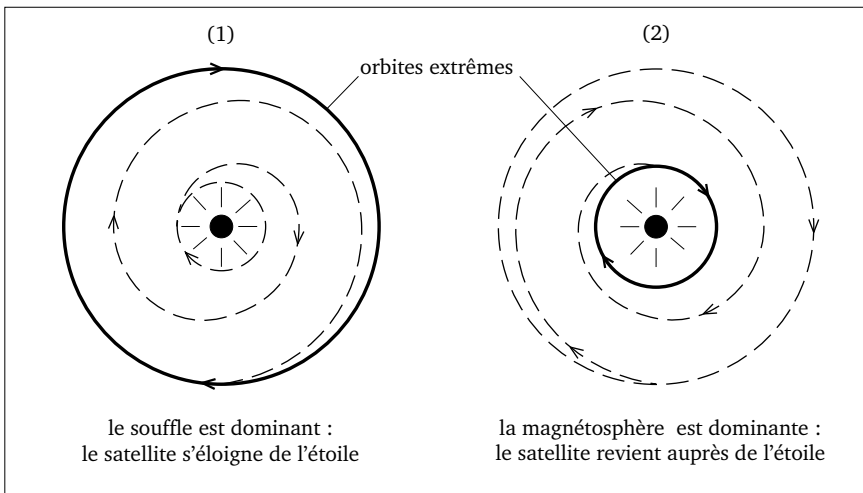 (1)
(2)
orbites extrêmes
le souffle est dominant :
le satellite s'éloigne de l'étoile
la magnétosphère est dominante :
le satellite revient auprès de l'étoile